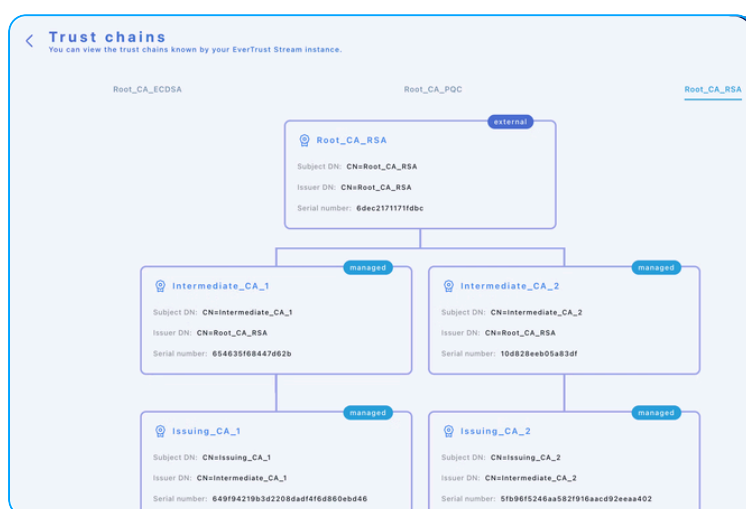 Trust chains
You can view the trust chains known by your EverTrust Stream instance.
Root_CA_ECDSA
Root_CA_PQC
Root_CA_RSA
external
Root_CA_RSA
Subject DN: CN=Root_CA_RSA
Issuer DN: CN=Root_CA_RSA
Serial number: 6dec2171171fdbc
managed
Intermediate_CA_1
Subject DN: CN=Intermediate_CA_1
Issuer DN: CN=Root_CA_RSA
Serial number: 654635f68447d62b
managed
Intermediate_CA_2
Subject DN: CN=Intermediate_CA_2
Issuer DN: CN=Root_CA_RSA
Serial number: 10d828eeb05a83df
managed
Issuing_CA_1
Subject DN: CN=Issuing_CA_1
Issuer DN: CN=Intermediate_CA_1
Serial number: 649f94219b3d2208dadf4f6d860ebd46
managed
Issuing_CA_2
Subject DN: CN=Issuing_CA_2
Issuer DN: CN=Intermediate_CA_2
Serial number: 5fb96f5246aa582f916aacd92eeaa402